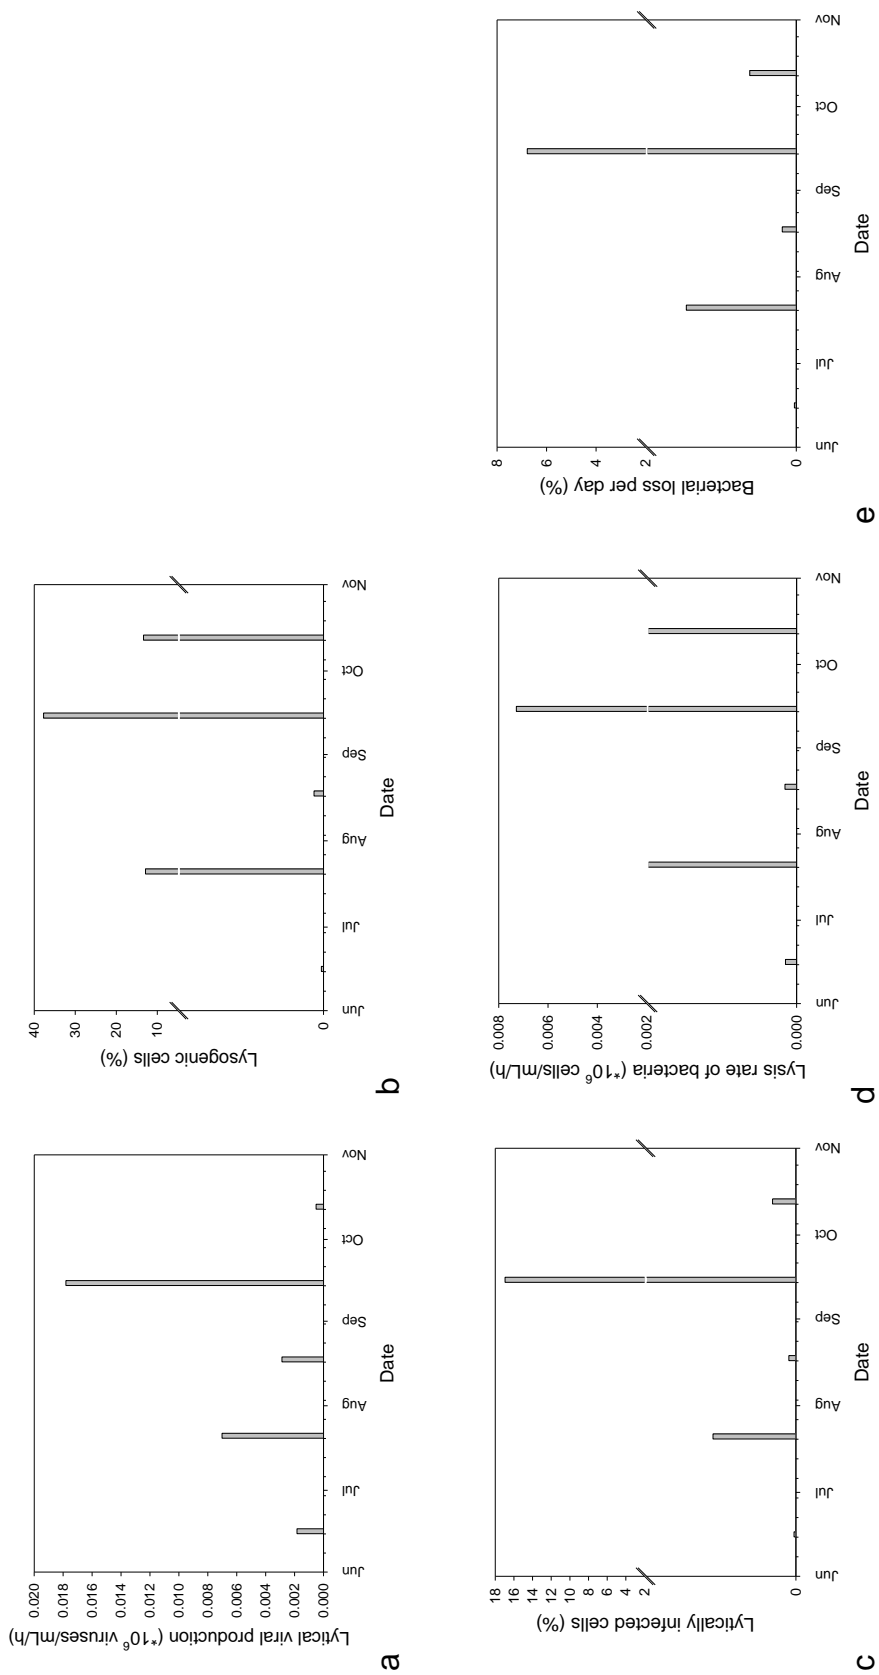 Lytical viral production (*10⁶ viruses/mL/h)
0.020
0.018
0.016
0.014
0.012
0.010
0.008
0.006
0.004
0.002
0.000
Jun
Jul
Aug
Sep
Oct
Nov
Date
a
Lysogenic cells (%)
40
30
20
10
0
Jun
Jul
Aug
Sep
Oct
Nov
Date
b
Lytically infected cells (%)
18
16
14
12
10
8
6
4
2
0
Jun
Jul
Aug
Sep
Oct
Nov
Date
c
Lysis rate of bacteria (*10⁶ cells/mL/h)
0.008
0.006
0.004
0.002
0.000
Jun
Jul
Aug
Sep
Oct
Nov
Date
d
Bacterial loss per day (%)
8
6
4
2
0
Jun
Jul
Aug
Sep
Oct
Nov
Date
e